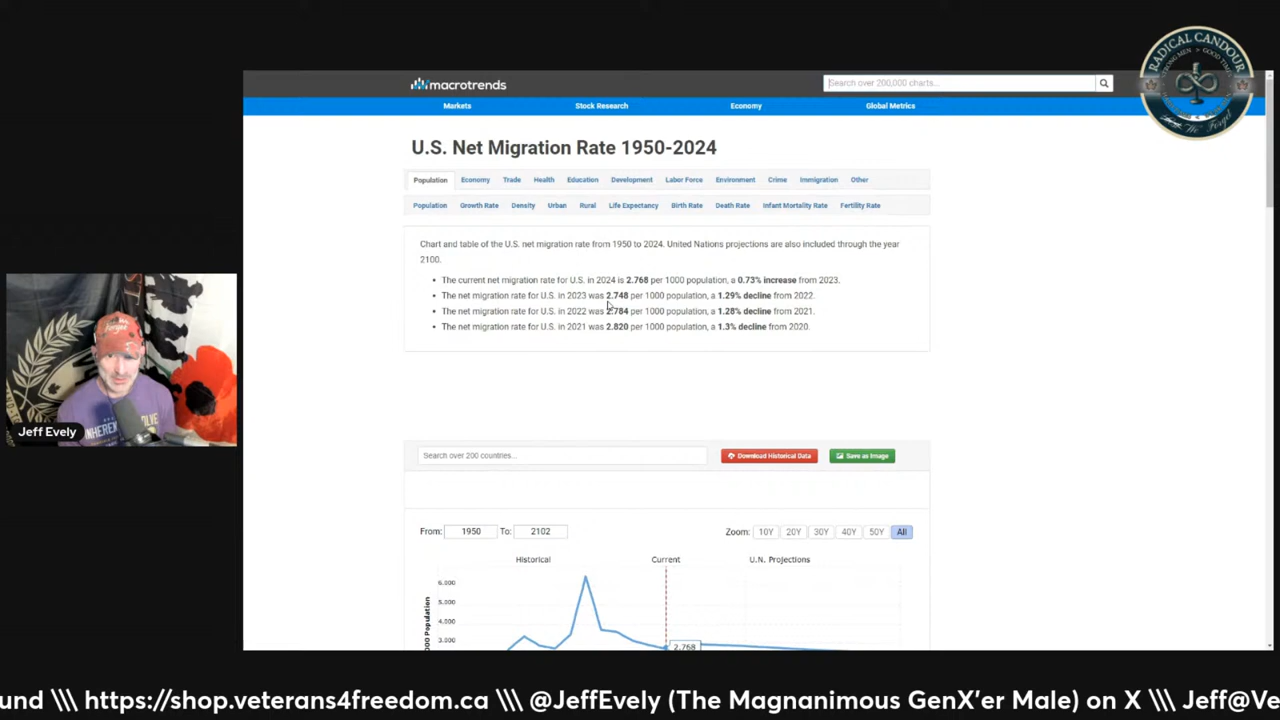 RADICAL CANDOUR
STRONG MEN > GOOD TIMES
macrotrends
Search over 200,000 charts...
Markets
Stock Research
Economy
Global Metrics
U.S. Net Migration Rate 1950-2024
Population Economy Trade Health Education Development Labor Force Environment Crime Immigration Other
Population Growth Rate Density Urban Rural Life Expectancy Birth Rate Death Rate Infant Mortality Rate Fertility Rate
Chart and table of the U.S. net migration rate from 1950 to 2024. United Nations projections are also included through the year
2100.
• The current net migration rate for U.S. in 2024 is 2.768 per 1000 population, a 0.73% increase from 2023.
• The net migration rate for U.S. in 2023 was 2.748 per 1000 population, a 1.29% decline from 2022.
• The net migration rate for U.S. in 2022 was 2.784 per 1000 population, a 1.28% decline from 2021.
• The net migration rate for U.S. in 2021 was 2.820 per 1000 population, a 1.3% decline from 2020.
Jeff Evely
Search over 200 countries...
Download Historical Data
Save as Image
From: 1950 To: 2102
Zoom: 10Y 20Y 30Y 40Y 50Y All
Historical
Current
U.N. Projections
6.000
5.000
4.000
3.000
000 Population
2.768
und \\\ https://shop.veterans4freedom.ca \\\ @JeffEvely (The Magnanimous GenX'er Male) on X \\\ Jeff@Ve